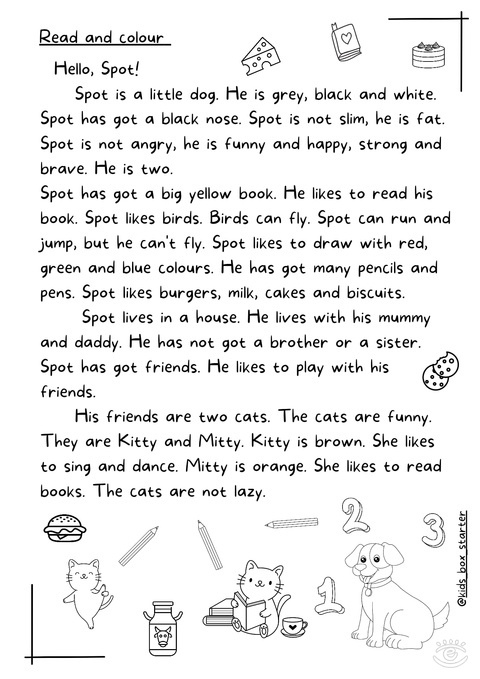 Read and colour
Hello, Spot!
Spot is a little dog. He is grey, black and white.
Spot has got a black nose. Spot is not slim, he is fat.
Spot is not angry, he is funny and happy, strong and
brave. He is two.
Spot has got a big yellow book. He likes to read his
book. Spot likes birds. Birds can fly. Spot can run and
jump, but he can't fly. Spot likes to draw with red,
green and blue colours. He has got many pencils and
pens. Spot likes burgers, milk, cakes and biscuits.
Spot lives in a house. He lives with his mummy
and daddy. He has not got a brother or a sister.
Spot has got friends. He likes to play with his
friends.
His friends are two cats. The cats are funny.
They are Kitty and Mitty. Kitty is brown. She likes
to sing and dance. Mitty is orange. She likes to read
books. The cats are not lazy.
2
3
1
@kids_box_starter